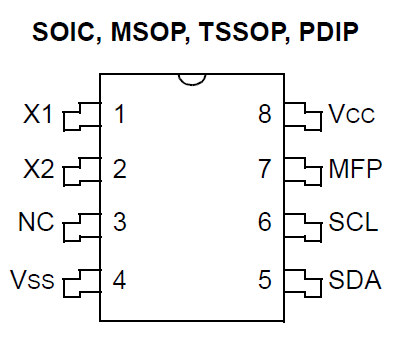 SOIC, MSOP, TSSOP, PDIP
X1 1 8 Vcc
X2 2 7 MFP
NC 3 6 SCL
Vss 4 5 SDA